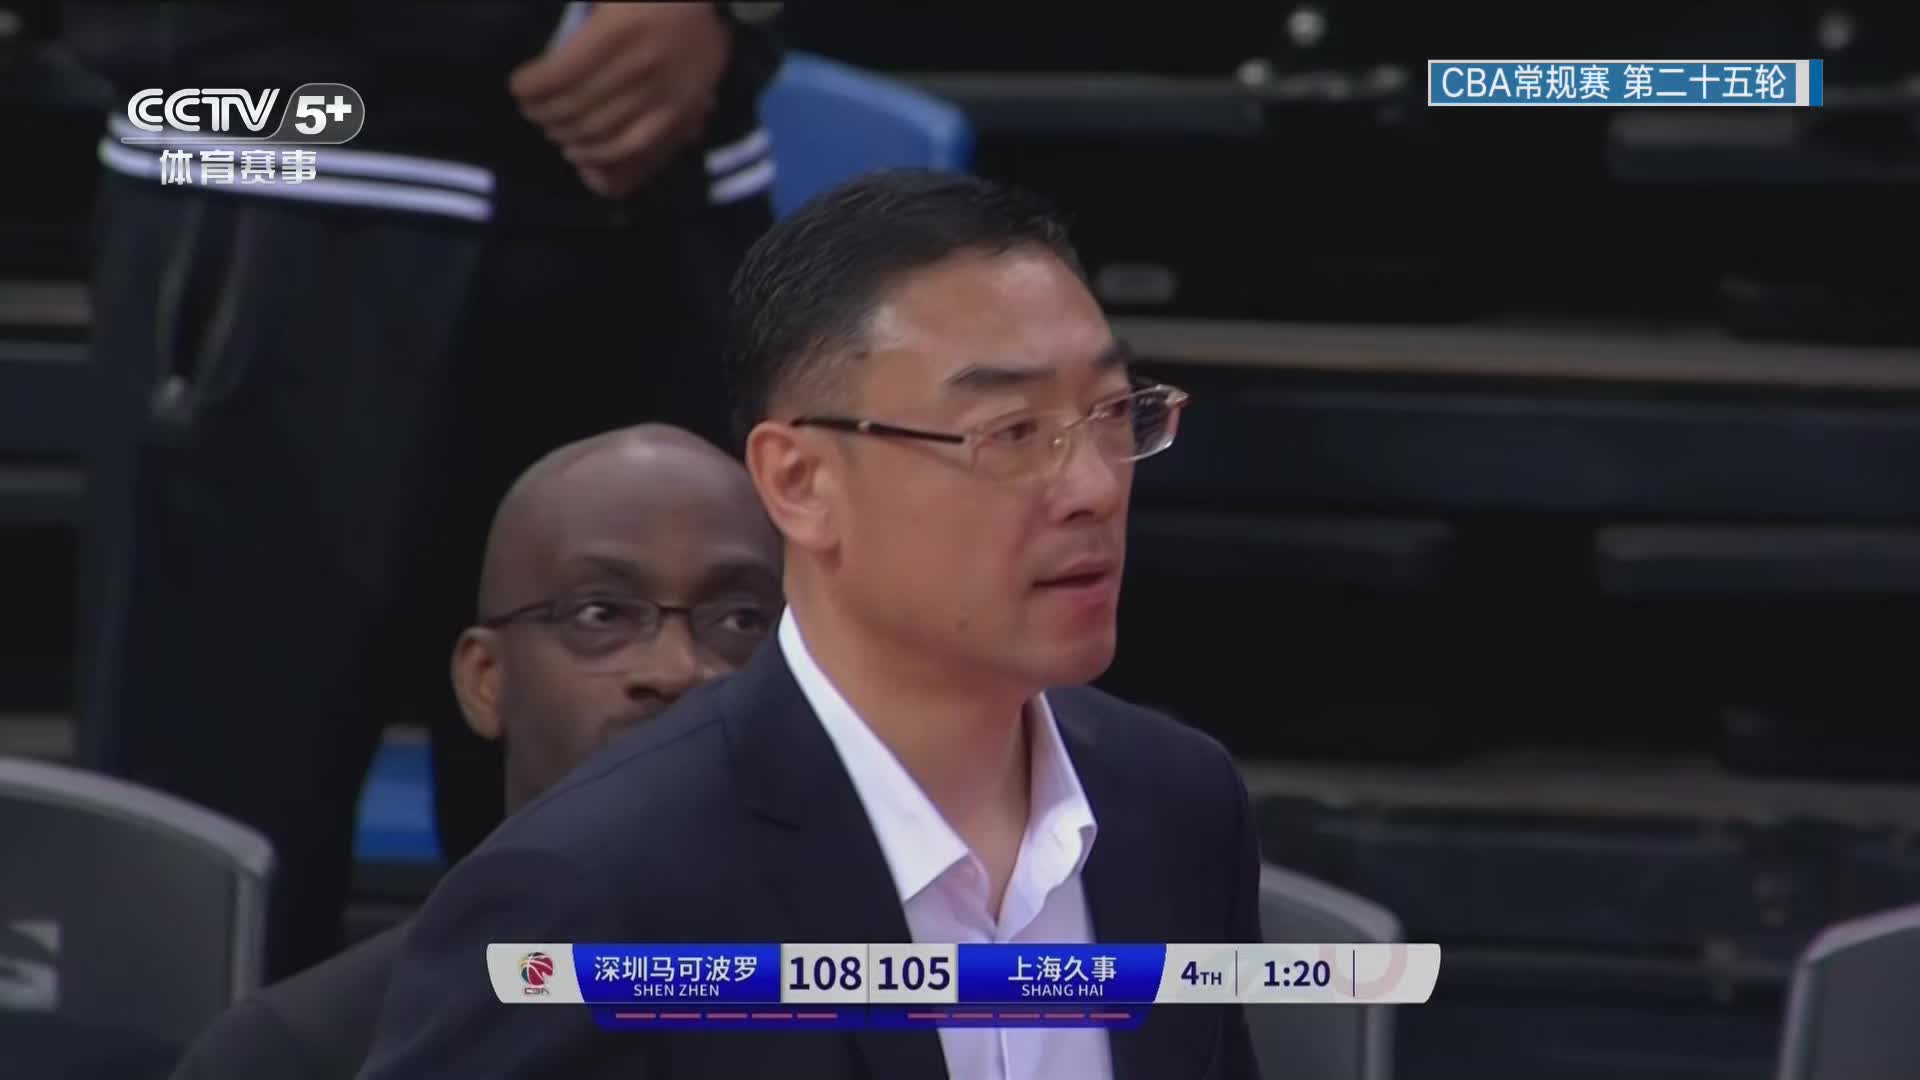 CCTV 5+
体育赛事
CBA常规赛 第二十五轮
CBA
深圳马可波罗 108 105 上海久事 4TH 1:20
SHEN ZHEN SHANG HAI